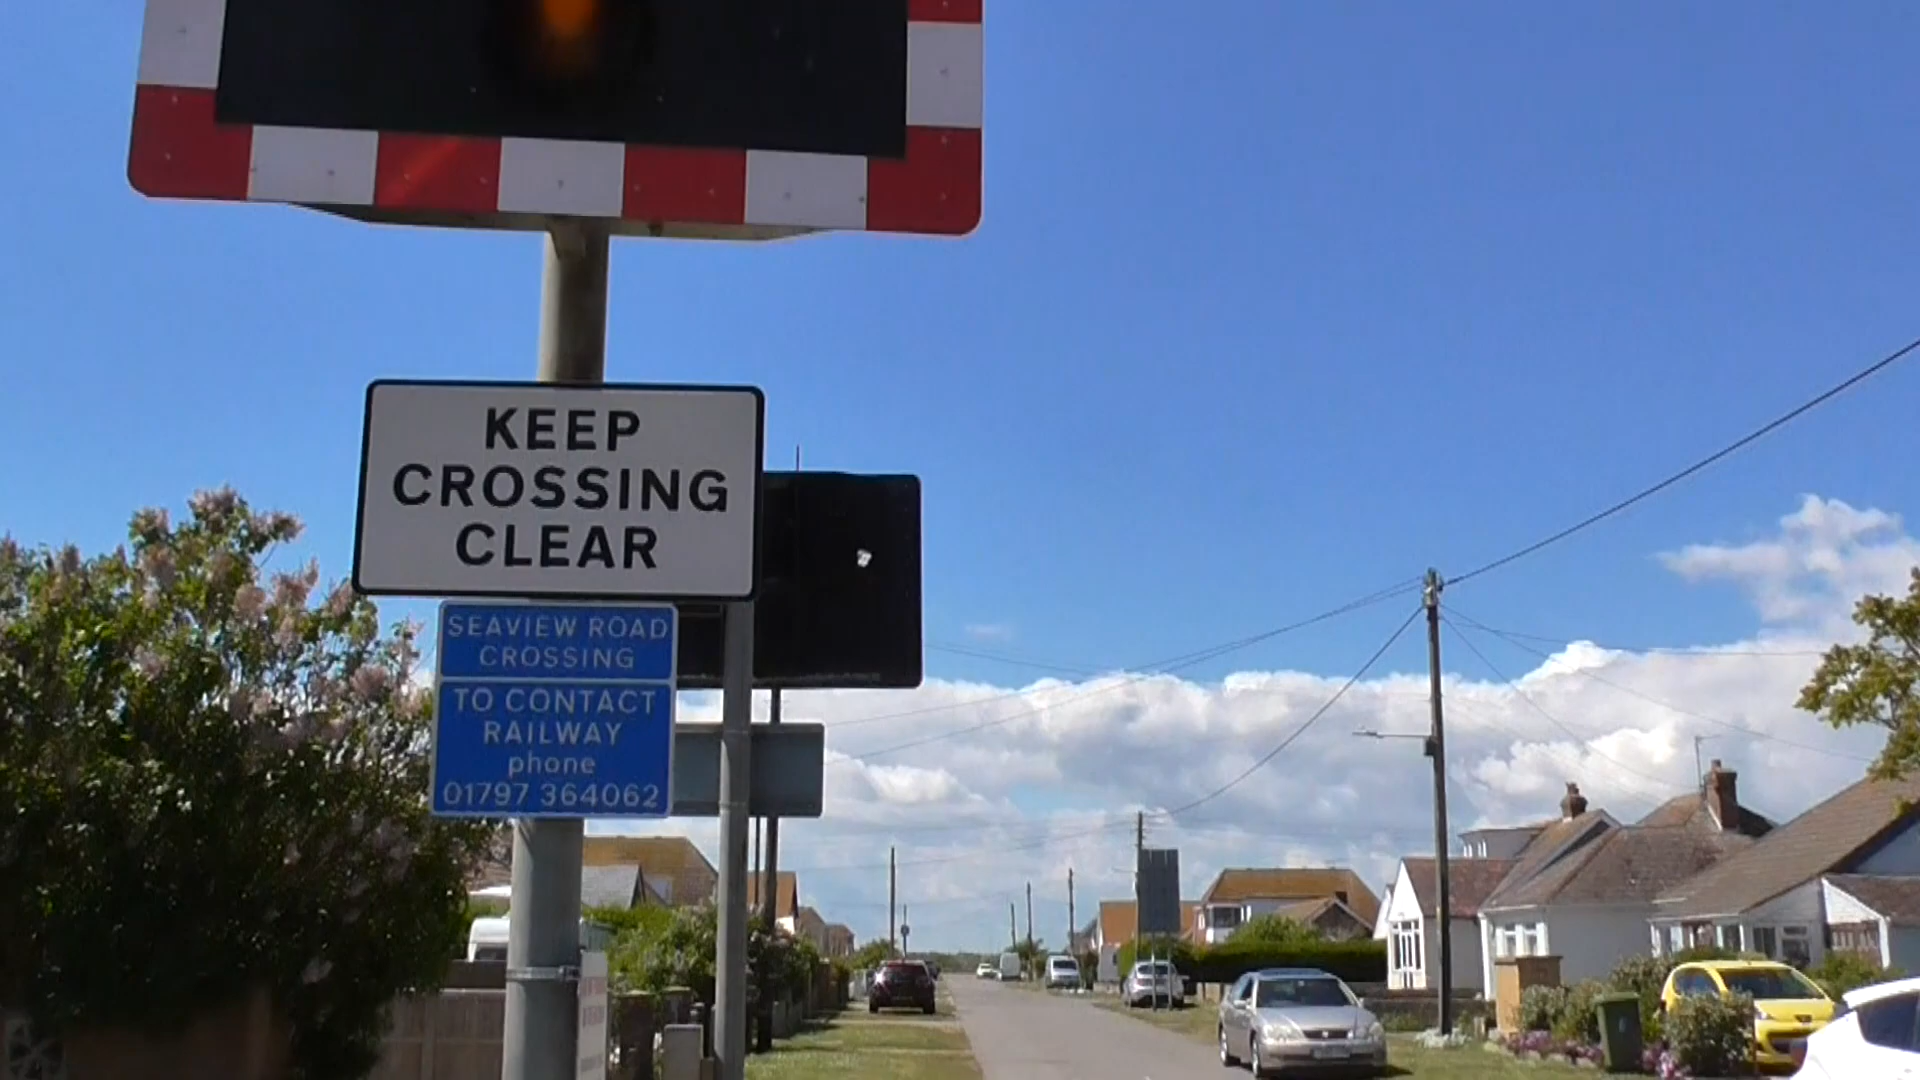 KEEP
CROSSING
CLEAR
SEAVIEW ROAD
CROSSING
TO CONTACT
RAILWAY
phone
01797 364062